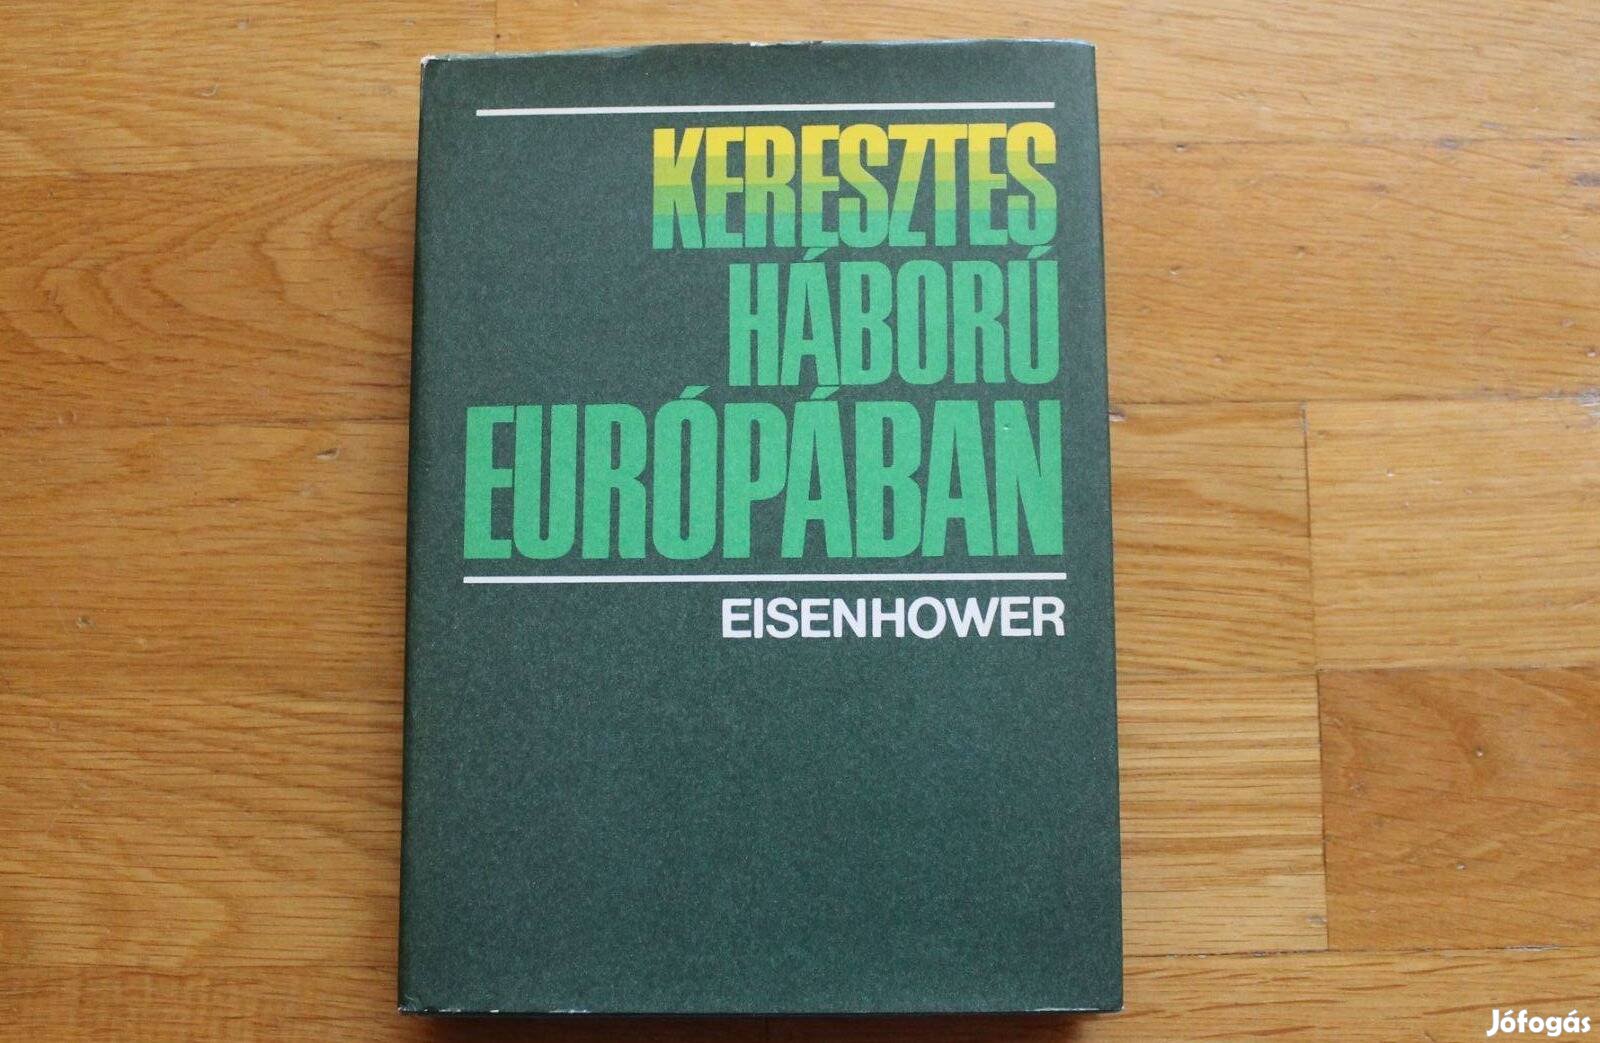 KERESZTES
HÁBORÚ
EURÓPÁBAN
EISENHOWER
Jófogás